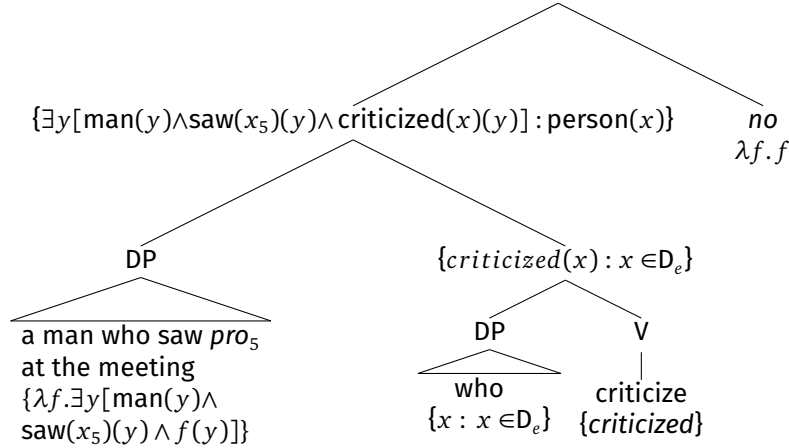 {∃y[man(y)∧saw(x₅)(y)∧criticized(x)(y)] : person(x)}
no
λf.f
DP
{criticized(x) : x ∈D_e}
a man who saw pro₅
at the meeting
{λf.∃y[man(y)∧
saw(x₅)(y) ∧ f(y)]}
DP
V
who
{x : x ∈D_e}
criticize
{criticized}